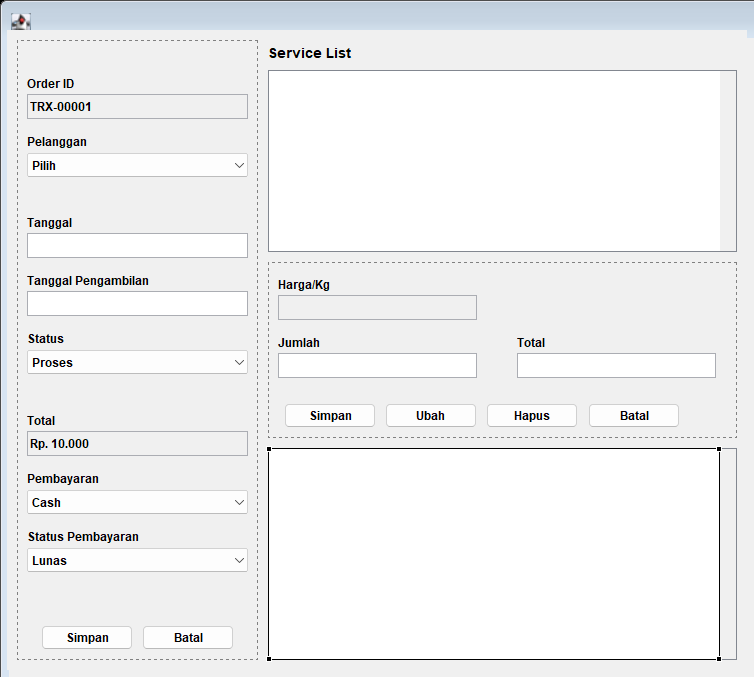 Order ID
TRX-00001
Pelanggan
Pilih
Tanggal
Tanggal Pengambilan
Status
Proses
Total
Rp. 10.000
Pembayaran
Cash
Status Pembayaran
Lunas
Simpan
Batal
Service List
Harga/Kg
Jumlah
Total
Simpan
Ubah
Hapus
Batal